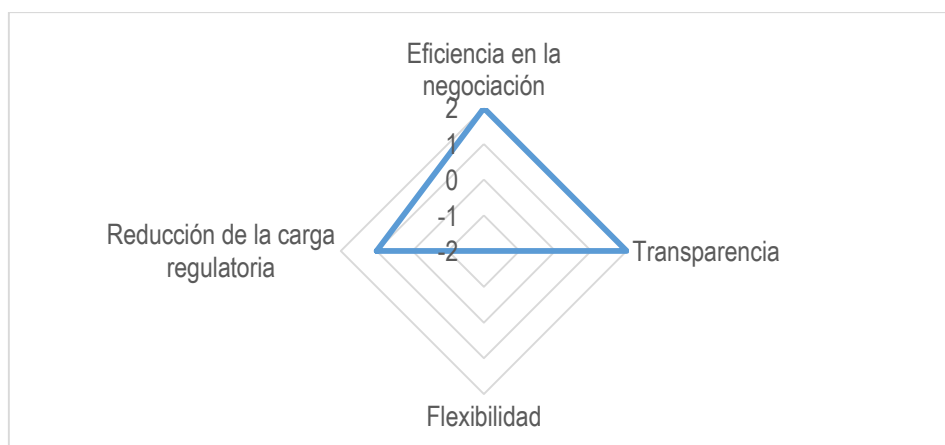 Eficiencia en la
negociación
2
1
0
-1
-2
Reducción de la carga
regulatoria
Transparencia
Flexibilidad